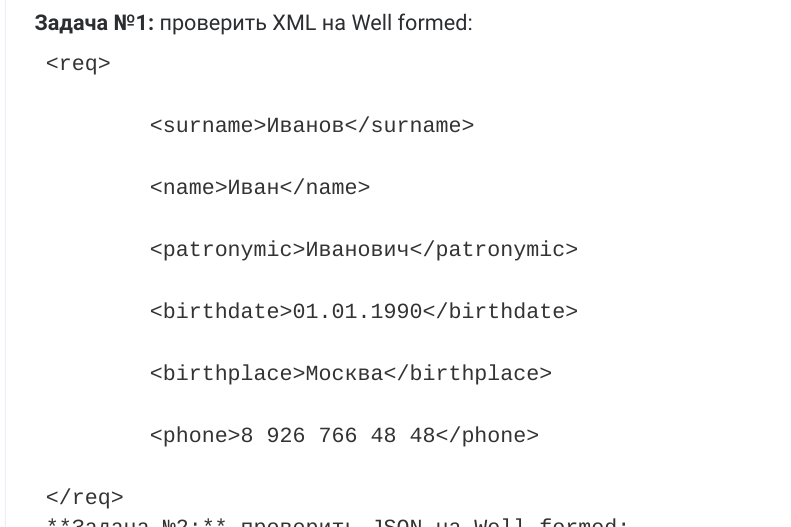 Задача №1: проверить XML на Well formed:
<req>
<surname>Иванов</surname>
<name>Иван</name>
<patronymic>Иванович</patronymic>
<birthdate>01.01.1990</birthdate>
<birthplace>Москва</birthplace>
<phone>8 926 766 48 48</phone>
</req>
**Задача №2:** проверить JSON на Well formed: